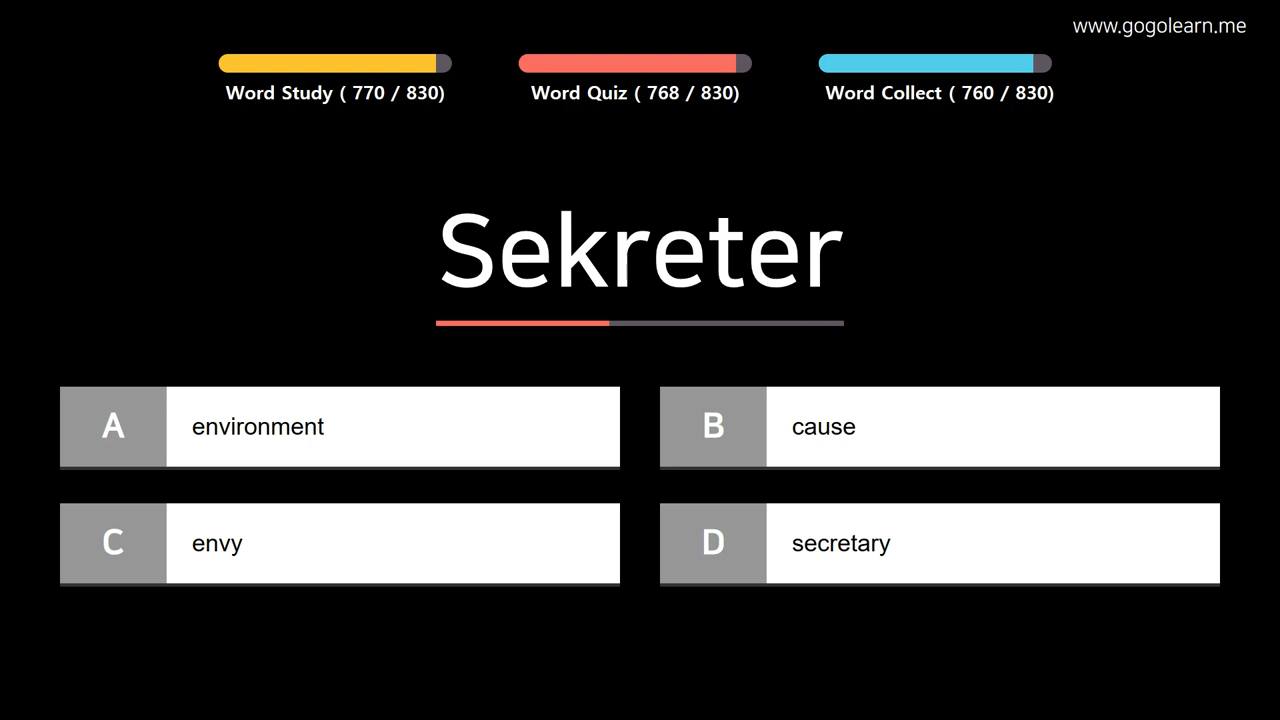 www.gogolearn.me
Word Study ( 770 / 830)
Word Quiz ( 768 / 830)
Word Collect ( 760 / 830)
Sekreter
A environment
B cause
C envy
D secretary